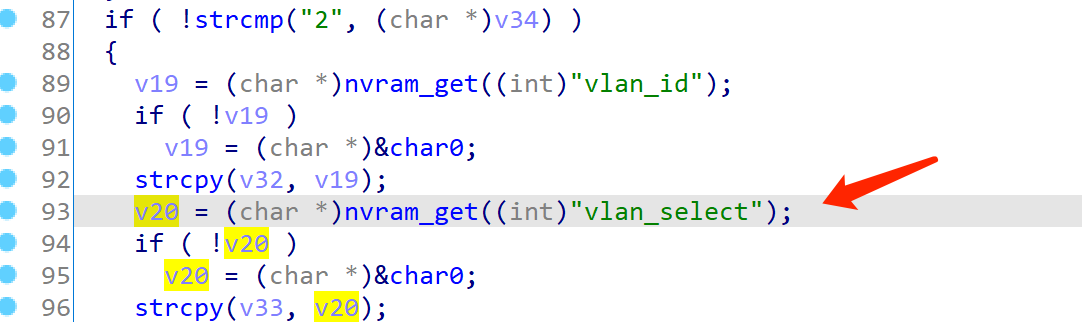 87 if ( !strcmp("2", (char *)v34) )
88 {
89 v19 = (char *)nvram_get((int)"vlan_id");
90 if ( !v19 )
91 v19 = (char *)&char0;
92 strcpy(v32, v19);
93 v20 = (char *)nvram_get((int)"vlan_select");
94 if ( !v20 )
95 v20 = (char *)&char0;
96 strcpy(v33, v20);